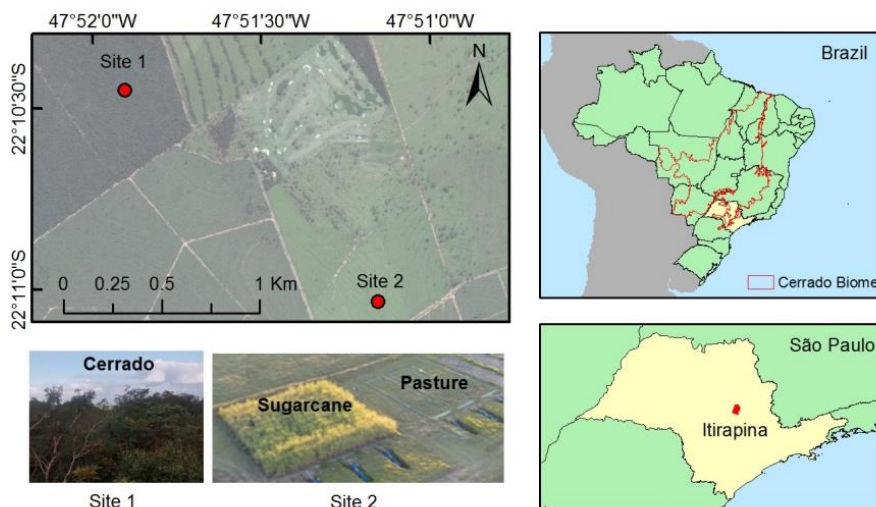 47°52'0"W 47°51'30"W 47°51'0"W
22°10'30"S
22°11'0"S
Site 1
N
0 0.25 0.5 1 Km
Site 2
Cerrado
Sugarcane
Pasture
Site 1
Site 2
Brazil
Cerrado Biome
São Paulo
Itirapina